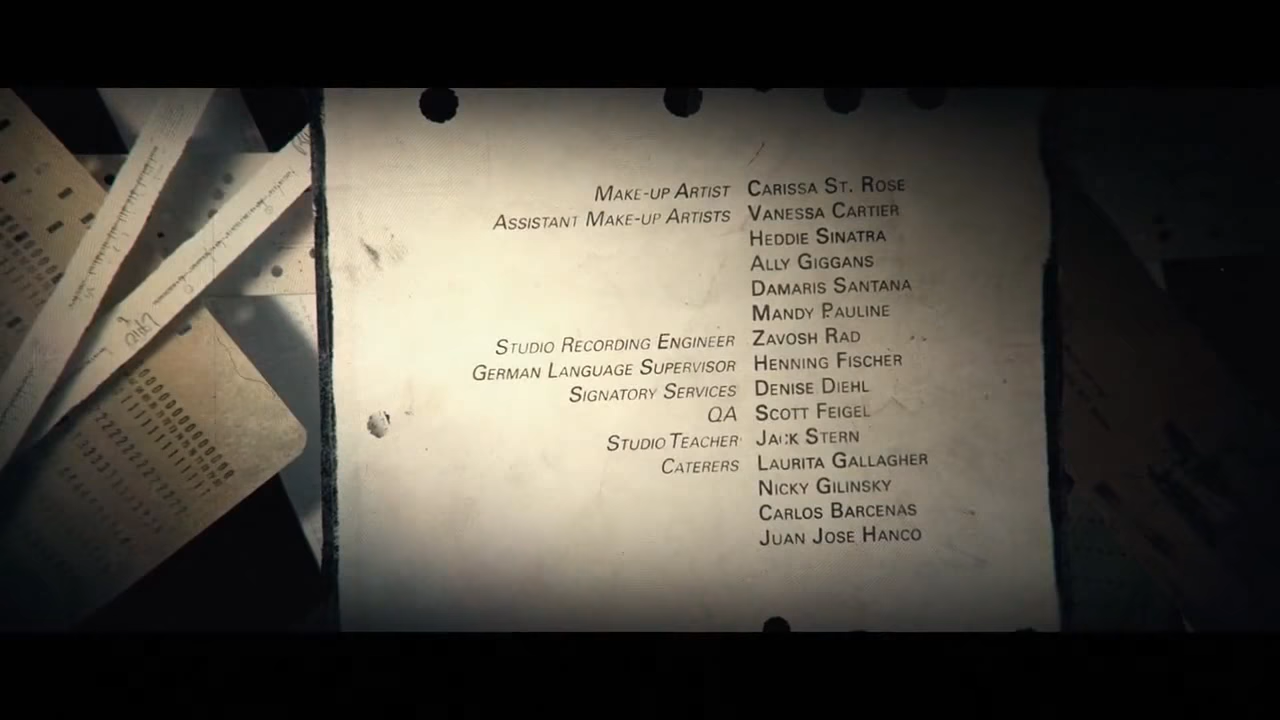 MAKE-UP ARTIST CARISSA ST. ROSE
ASSISTANT MAKE-UP ARTISTS VANESSA CARTIER
HEDDIE SINATRA
ALLY GIGGANS
DAMARIS SANTANA
MANDY PAULINE
STUDIO RECORDING ENGINEER ZAVOSH RAD
GERMAN LANGUAGE SUPERVISOR HENNING FISCHER
SIGNATORY SERVICES DENISE DIEHL
QA SCOTT FEIGEL
STUDIO TEACHER JACK STERN
CATERERS LAURITA GALLAGHER
NICKY GILINSKY
CARLOS BARCENAS
JUAN JOSE HANCO